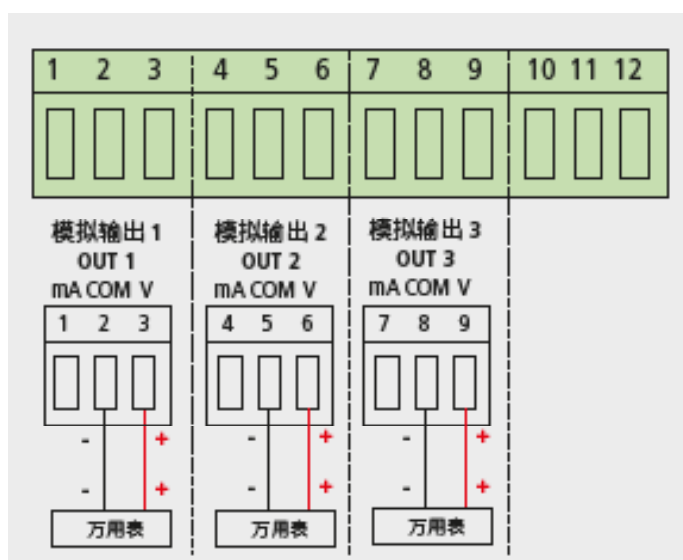 1 2 3 4 5 6 7 8 9 10 11 12
模拟输出 1 模拟输出 2 模拟输出 3
OUT 1 OUT 2 OUT 3
mA COM V mA COM V mA COM V
1 2 3 4 5 6 7 8 9
- + - + - +
- + - + - +
万用表 万用表 万用表